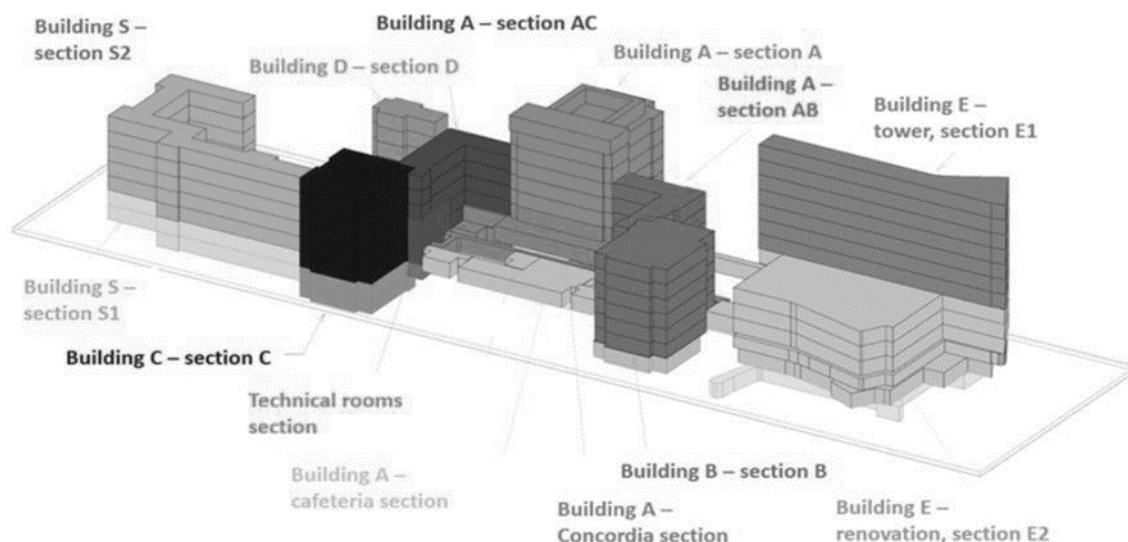 Building S –
section S2
Building A – section AC
Building D – section D
Building A – section A
Building A –
section AB
Building E –
tower, section E1
Building S –
section S1
Building C – section C
Technical rooms
section
Building A –
cafeteria section
Building B – section B
Building A –
Concordia section
Building E –
renovation, section E2